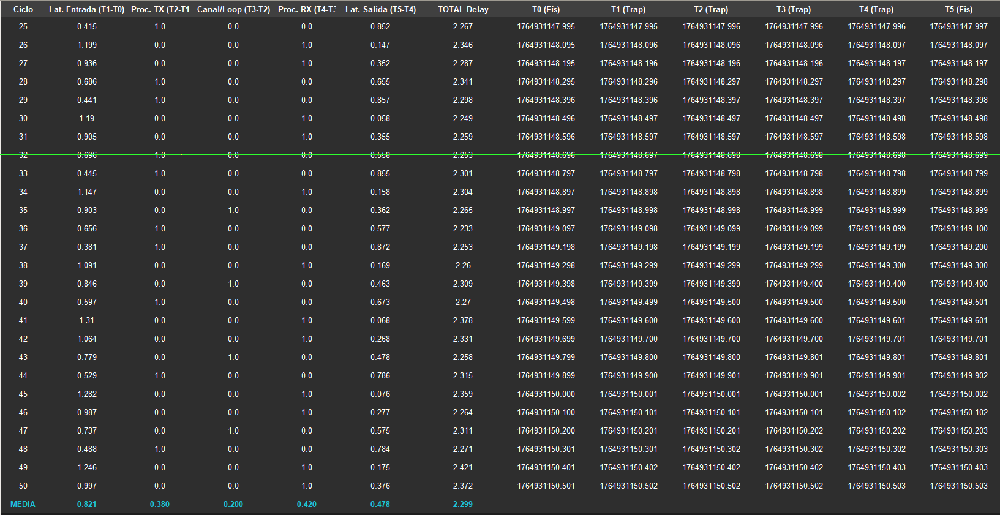 Ciclo Lat. Entrada (T1-T0) Proc. TX (T2-T1 Canal/Loop (T3-T2) Proc. RX (T4-T3 Lat. Salida (T5-T4) TOTAL Delay T0 (Fis) T1 (Trap) T2 (Trap) T3 (Trap) T4 (Trap) T5 (Fis)
25 0.415 1.0 0.0 0.0 0.852 2.267 1764931147.995 1764931147.995 1764931147.996 1764931147.996 1764931147.996 1764931147.997
26 1.199 0.0 0.0 1.0 0.147 2.346 1764931148.095 1764931148.096 1764931148.096 1764931148.096 1764931148.097 1764931148.097
27 0.936 0.0 0.0 1.0 0.352 2.287 1764931148.195 1764931148.196 1764931148.196 1764931148.196 1764931148.197 1764931148.197
28 0.686 1.0 0.0 0.0 0.655 2.341 1764931148.295 1764931148.296 1764931148.297 1764931148.297 1764931148.297 1764931148.298
29 0.441 1.0 0.0 0.0 0.857 2.298 1764931148.396 1764931148.396 1764931148.397 1764931148.397 1764931148.397 1764931148.398
30 1.19 0.0 0.0 1.0 0.058 2.249 1764931148.496 1764931148.497 1764931148.497 1764931148.497 1764931148.498 1764931148.498
31 0.905 0.0 0.0 1.0 0.355 2.259 1764931148.596 1764931148.597 1764931148.597 1764931148.597 1764931148.598 1764931148.598
32 0.696 1.0 0.0 0.0 0.558 2.253 1764931148.696 1764931148.697 1764931148.698 1764931148.698 1764931148.698 1764931148.699
33 0.445 1.0 0.0 0.0 0.855 2.301 1764931148.797 1764931148.797 1764931148.798 1764931148.798 1764931148.798 1764931148.799
34 1.147 0.0 0.0 1.0 0.158 2.304 1764931148.897 1764931148.898 1764931148.898 1764931148.898 1764931148.899 1764931148.899
35 0.903 0.0 1.0 0.0 0.362 2.265 1764931148.997 1764931148.998 1764931148.998 1764931148.999 1764931148.999 1764931148.999
36 0.656 1.0 0.0 0.0 0.577 2.233 1764931149.097 1764931149.098 1764931149.099 1764931149.099 1764931149.099 1764931149.100
37 0.381 1.0 0.0 0.0 0.872 2.253 1764931149.198 1764931149.198 1764931149.199 1764931149.199 1764931149.199 1764931149.200
38 1.091 0.0 0.0 1.0 0.169 2.26 1764931149.298 1764931149.299 1764931149.299 1764931149.299 1764931149.300 1764931149.300
39 0.846 0.0 1.0 0.0 0.463 2.309 1764931149.398 1764931149.399 1764931149.399 1764931149.400 1764931149.400 1764931149.400
40 0.597 1.0 0.0 0.0 0.673 2.27 1764931149.498 1764931149.499 1764931149.500 1764931149.500 1764931149.500 1764931149.501
41 1.31 0.0 0.0 1.0 0.068 2.378 1764931149.599 1764931149.600 1764931149.600 1764931149.600 1764931149.601 1764931149.601
42 1.064 0.0 0.0 1.0 0.268 2.331 1764931149.699 1764931149.700 1764931149.700 1764931149.700 1764931149.701 1764931149.701
43 0.779 0.0 1.0 0.0 0.478 2.258 1764931149.799 1764931149.800 1764931149.800 1764931149.801 1764931149.801 1764931149.801
44 0.529 1.0 0.0 0.0 0.786 2.315 1764931149.899 1764931149.900 1764931149.901 1764931149.901 1764931149.901 1764931149.902
45 1.282 0.0 0.0 1.0 0.076 2.359 1764931150.000 1764931150.001 1764931150.001 1764931150.001 1764931150.002 1764931150.002
46 0.987 0.0 0.0 1.0 0.277 2.264 1764931150.100 1764931150.101 1764931150.101 1764931150.101 1764931150.102 1764931150.102
47 0.737 0.0 1.0 0.0 0.575 2.311 1764931150.200 1764931150.201 1764931150.201 1764931150.202 1764931150.202 1764931150.203
48 0.488 1.0 0.0 0.0 0.784 2.271 1764931150.301 1764931150.301 1764931150.302 1764931150.302 1764931150.302 1764931150.303
49 1.246 0.0 0.0 1.0 0.175 2.421 1764931150.401 1764931150.402 1764931150.402 1764931150.402 1764931150.403 1764931150.403
50 0.997 0.0 0.0 1.0 0.376 2.372 1764931150.501 1764931150.502 1764931150.502 1764931150.502 1764931150.503 1764931150.503
MEDIA 0.821 0.380 0.200 0.420 0.478 2.299